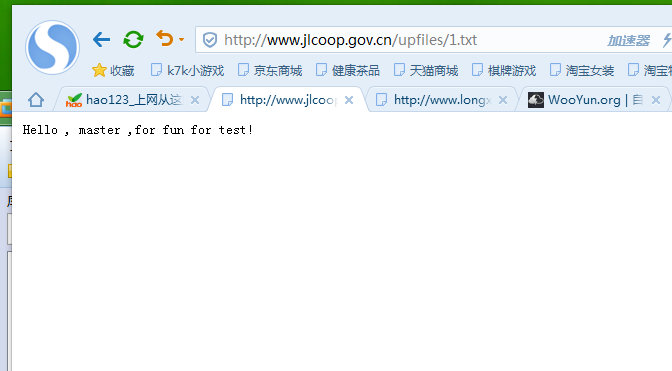 http://www.jlcoop.gov.cn/upfiles/1.txt 加速器
收藏 k7k小游戏 京东商城 健康茶品 天猫商城 棋牌游戏 淘宝女装 淘宝
hao123_上网从这 http://www.jlcoop http://www.longx WooYun.org | 自
Hello , master ,for fun for test!